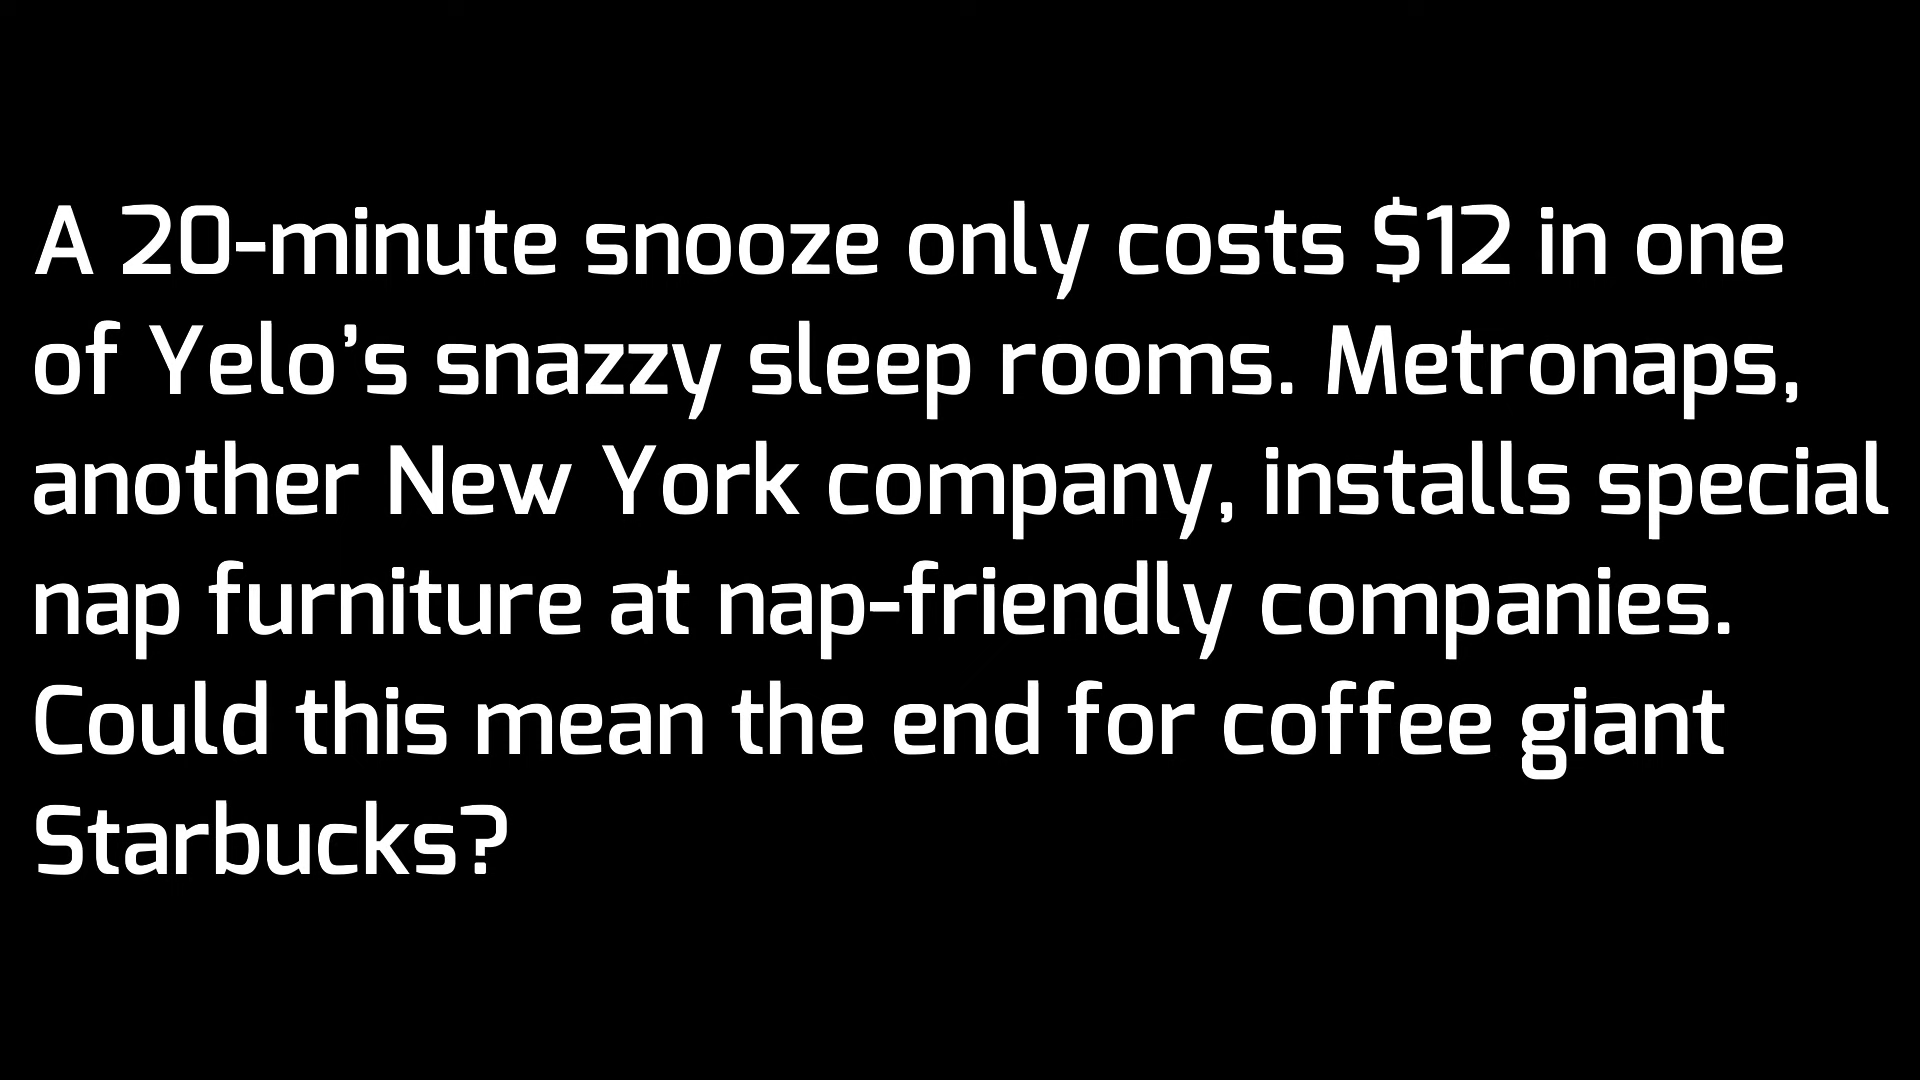 A 20-minute snooze only costs $12 in one
of Yelo’s snazzy sleep rooms. Metronaps,
another New York company, installs special
nap furniture at nap-friendly companies.
Could this mean the end for coffee giant
Starbucks?